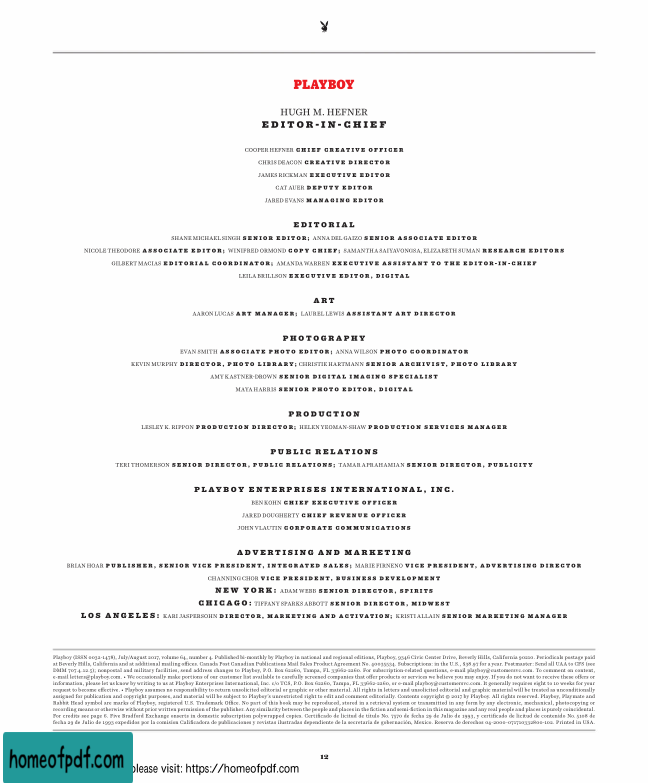 PLAYBOY
HUGH M. HEFNER
EDITOR-IN-CHIEF
COOPER HEFNER CHIEF CREATIVE OFFICER
CHRIS DEACON CREATIVE DIRECTOR
JAMES RICKMAN EXECUTIVE EDITOR
CAT AUER DEPUTY EDITOR
JARED EVANS MANAGING EDITOR
EDITORIAL
SHANE MICHAEL SINGH SENIOR EDITOR; ANNA DEL GAIZO SENIOR ASSOCIATE EDITOR
NICOLE THEODORE ASSOCIATE EDITOR; WINIFRED ORMOND COPY CHIEF; SAMANTHA SAIYAVONGSA, ELIZABETH SUMAN RESEARCH EDITORS
GILBERT MACIAS EDITORIAL COORDINATOR; AMANDA WARREN EXECUTIVE ASSISTANT TO THE EDITOR-IN-CHIEF
LEILA BRILLSON EXECUTIVE EDITOR, DIGITAL
ART
AARON LUCAS ART MANAGER; LAUREL LEWIS ASSISTANT ART DIRECTOR
PHOTOGRAPHY
EVAN SMITH ASSOCIATE PHOTO EDITOR; ANNA WILSON PHOTO COORDINATOR
KEVIN MURPHY DIRECTOR, PHOTO LIBRARY; CHRISTIE HARTMANN SENIOR ARCHIVIST, PHOTO LIBRARY
AMY KASTNER-DROWN SENIOR DIGITAL IMAGING SPECIALIST
MAYA HARRIS SENIOR PHOTO EDITOR, DIGITAL
PRODUCTION
LESLEY K. RIPPON PRODUCTION DIRECTOR; HELEN YEOMAN-SHAW PRODUCTION SERVICES MANAGER
PUBLIC RELATIONS
TERI THOMERSON SENIOR DIRECTOR, PUBLIC RELATIONS; TAMAR APRAHAMIAN SENIOR DIRECTOR, PUBLICITY
PLAYBOY ENTERPRISES INTERNATIONAL, INC.
BEN KOHN CHIEF EXECUTIVE OFFICER
JARED DOUGHERTY CHIEF REVENUE OFFICER
JOHN VLAUTIN CORPORATE COMMUNICATIONS
ADVERTISING AND MARKETING
BRIAN HOAR PUBLISHER, SENIOR VICE PRESIDENT, INTEGRATED SALES; MARIE FIRNENO VICE PRESIDENT, ADVERTISING DIRECTOR
CHANNING CHOR VICE PRESIDENT, BUSINESS DEVELOPMENT
NEW YORK: ADAM WEBB SENIOR DIRECTOR, SPIRITS
CHICAGO: TIFFANY SPARKS ABBOTT SENIOR DIRECTOR, MIDWEST
LOS ANGELES: KARI JASPERSOHN DIRECTOR, MARKETING AND ACTIVATION; KRISTI ALLAIN SENIOR MARKETING MANAGER
Playboy (ISSN 0032-1478), July/August 2017, volume 64, number 4. Published bi-monthly by Playboy in national and regional editions, Playboy, 9346 Civic Center Drive, Beverly Hills, California 90210. Periodicals postage paid
at Beverly Hills, California and at additional mailing offices. Canada Post Canadian Publications Mail Sales Product Agreement No. 40035534. Subscriptions: in the U.S., $38.97 for a year. Postmaster: Send all UAA to CFS (see
DMM 707.4.12.5); nonpostal and military facilities, send address changes to Playboy, P.O. Box 62260, Tampa, FL 33662-2260. For subscription-related questions, e-mail playboy@customersvc.com. To comment on content,
e-mail letters@playboy.com. • We occasionally make portions of our customer list available to carefully screened companies that offer products or services we believe you may enjoy. If you do not want to receive these offers or
information, please let us know by writing to us at Playboy Enterprises International, Inc. c/o TCS, P.O. Box 62260, Tampa, FL 33662-2260, or e-mail playboy@customersvc.com. It generally requires eight to 10 weeks for your
request to become effective. • Playboy assumes no responsibility to return unsolicited editorial or graphic or other material. All rights in letters and unsolicited editorial and graphic material will be treated as unconditionally
assigned for publication and copyright purposes, and material will be subject to Playboy's unrestricted right to edit and comment editorially. Contents copyright © 2017 by Playboy. All rights reserved. Playboy, Playmate and
Rabbit Head symbol are marks of Playboy, registered U.S. Trademark Office. No part of this book may be reproduced, stored in a retrieval system or transmitted in any form by any electronic, mechanical, photocopying or
recording means or otherwise without prior written permission of the publisher. Any similarity between the people and places in the fiction and semi-fiction in this magazine and any real people and places is purely coincidental.
For credits see page 8. Five Bradford Exchange onserts in domestic subscription polywrapped copies. Certificado de licitud de título No. 7570 de fecha 29 de Julio de 1993, y certificado de licitud de contenido No. 5108 de
fecha 29 de Julio de 1993 expedidos por la comisión Calificadora de publicaciones y revistas ilustradas dependiente de la secretaría de gobernación, Mexico. Reserva de derechos Printed in USA.
12
homeofpdf.com
please visit: https://homeofpdf.com